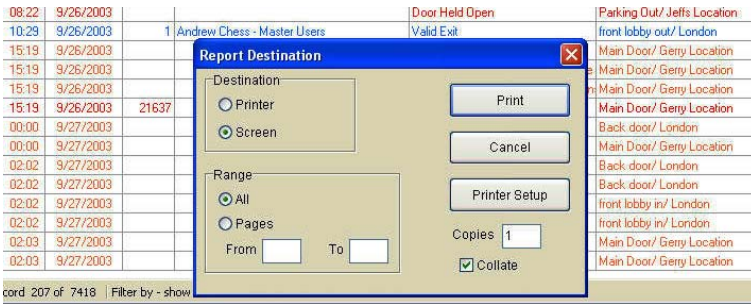 08:22 9/26/2003 Door Held Open Parking Out/ Jeffs Location
10:29 9/26/2003 1 Andrew Chess - Master Users Valid Exit front lobby out/ London
15:19 9/26/2003 Main Door/ Gerry Location
Report Destination
15:19 9/26/2003 Main Door/ Gerry Location
Destination
15:19 9/26/2003 Main Door/ Gerry Location
Printer Print
15:19 9/26/2003 21637 Main Door/ Gerry Location
00:00 9/27/2003 Back door/ London
Screen
00:00 9/27/2003 Cancel Main Door/ Gerry Location
02:02 9/27/2003 Back door/ London
Range
02:02 9/27/2003 Back door/ London
All Printer Setup
02:02 9/27/2003 front lobby in/ London
Pages
02:02 9/27/2003 front lobby in/ London
Copies 1
02:03 9/27/2003 Main Door/ Gerry Location
From To
02:03 9/27/2003 Main Door/ Gerry Location
Collate
cord 207 of 7418 Filter by - show